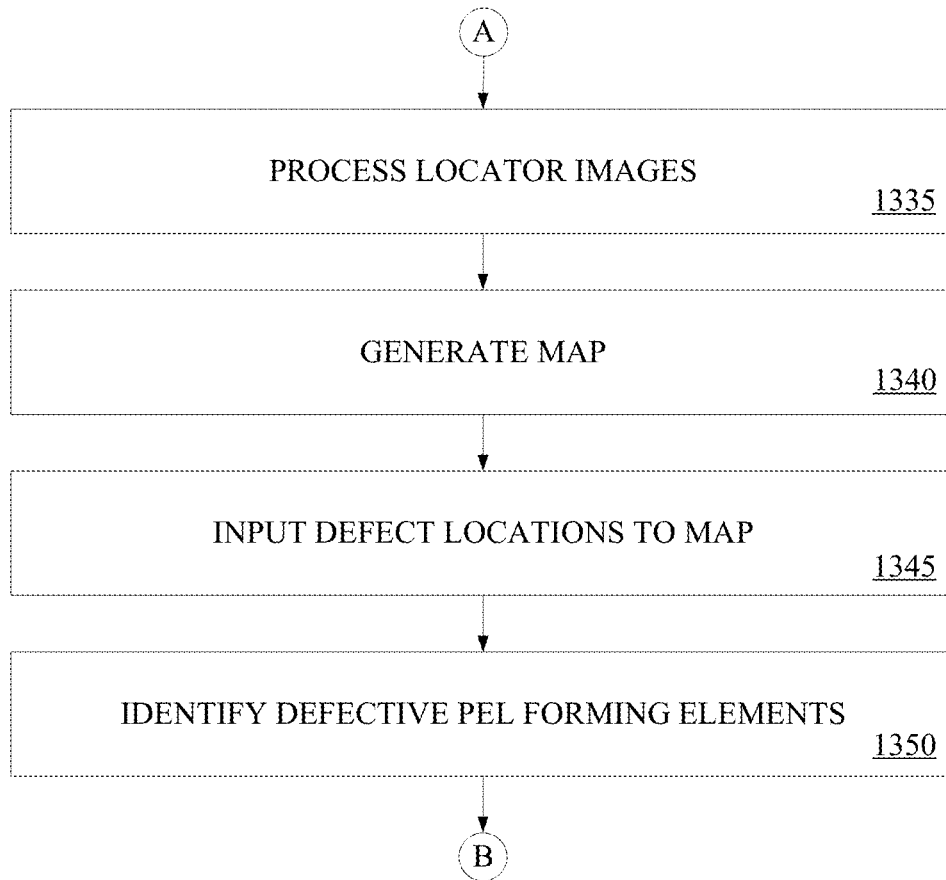 A
PROCESS LOCATOR IMAGES
1335
GENERATE MAP
1340
INPUT DEFECT LOCATIONS TO MAP
1345
IDENTIFY DEFECTIVE PEL FORMING ELEMENTS
1350
B